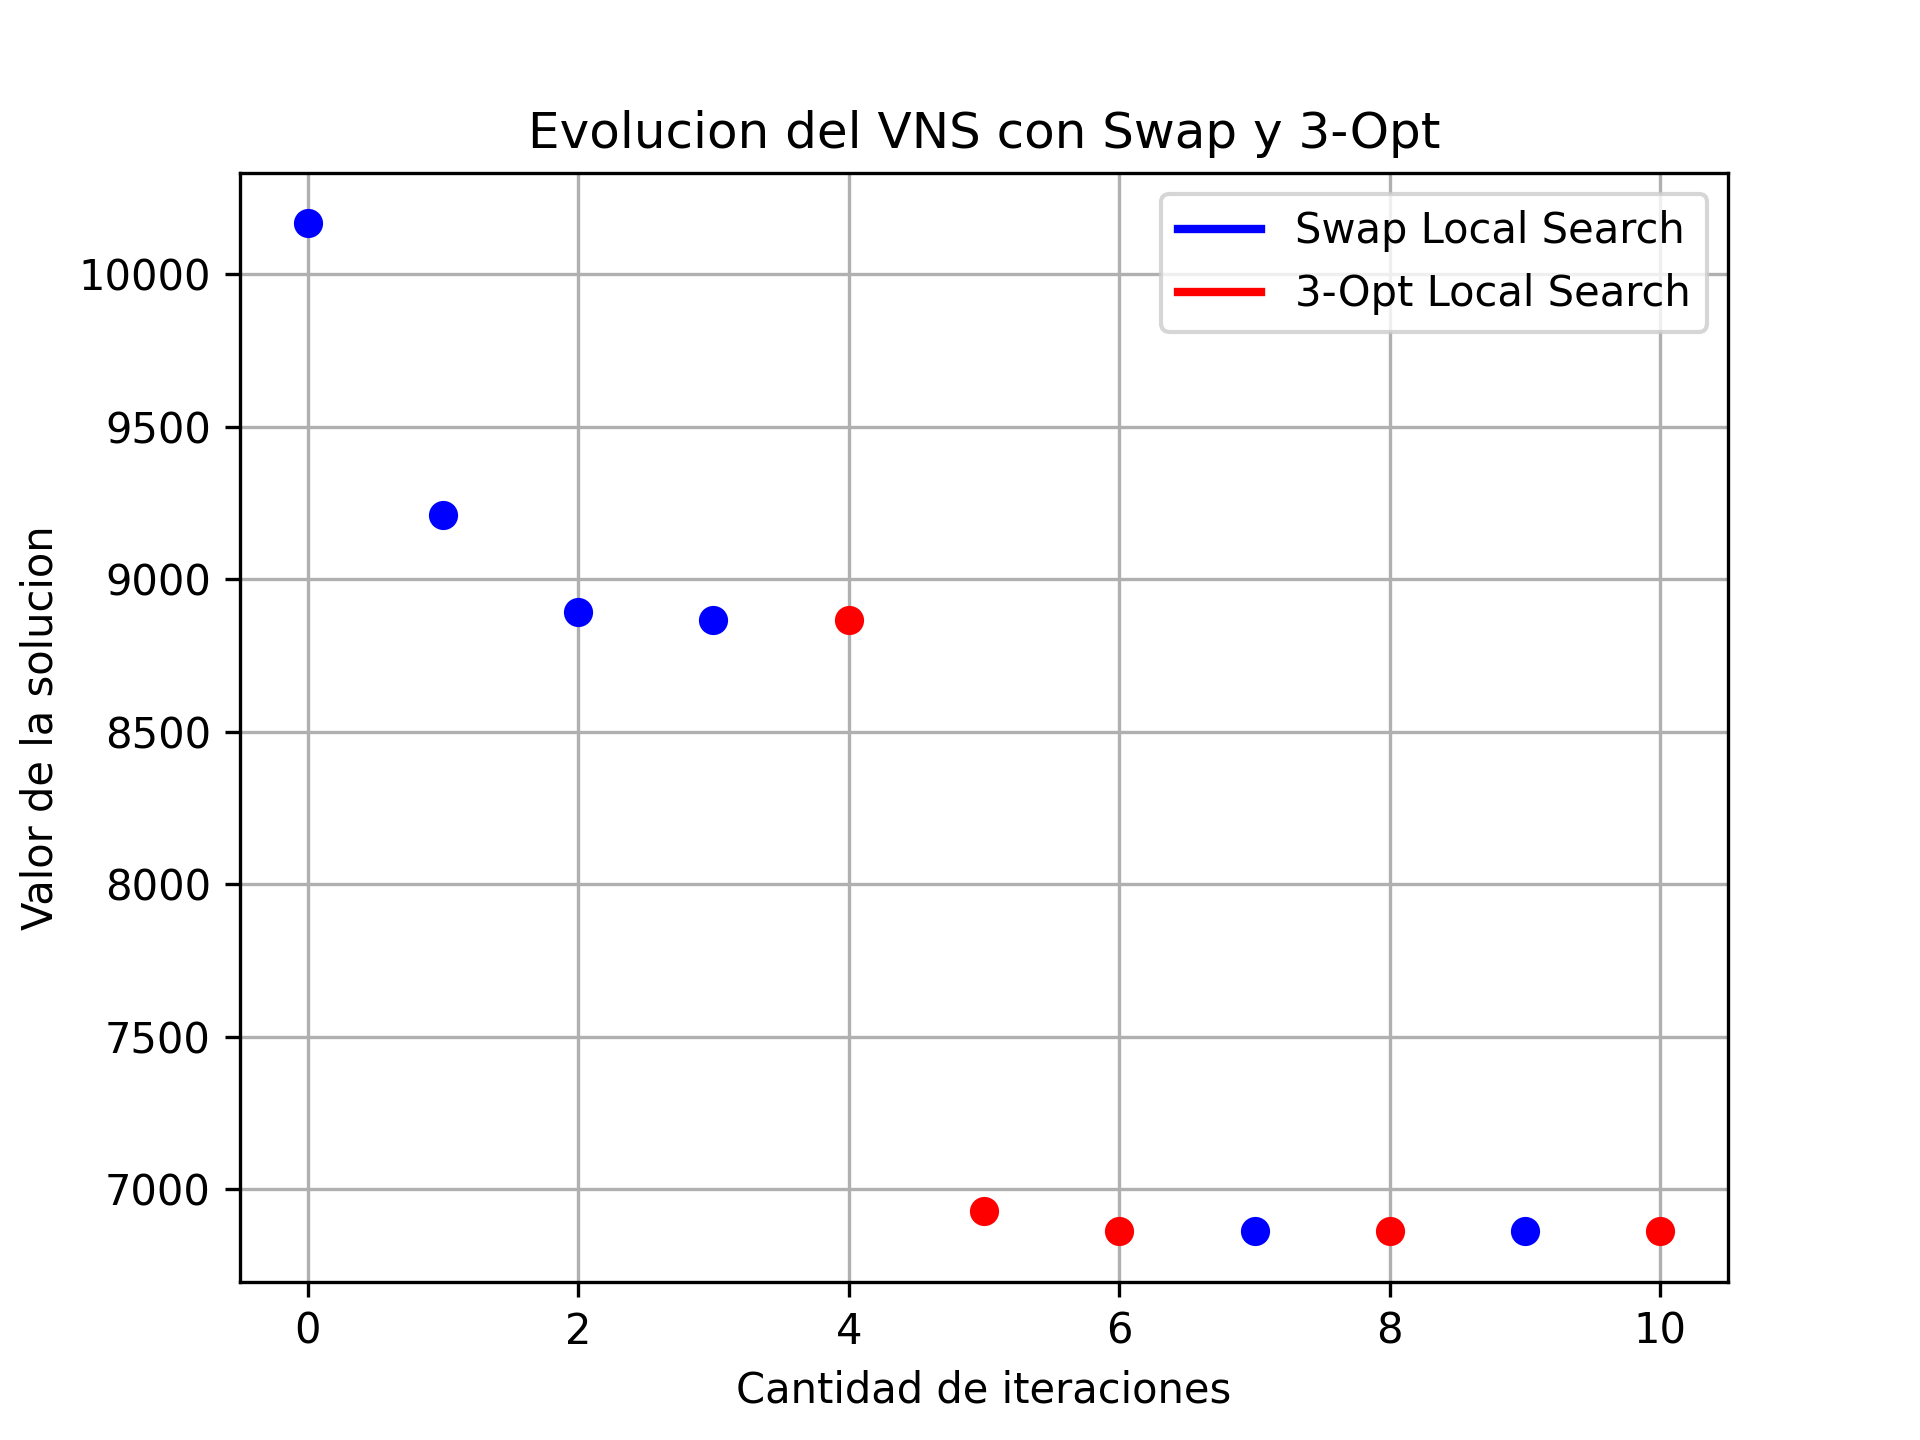 Evolucion del VNS con Swap y 3-Opt
Swap Local Search
3-Opt Local Search
Valor de la solucion
10000
9500
9000
8500
8000
7500
7000
0 2 4 6 8 10
Cantidad de iteraciones